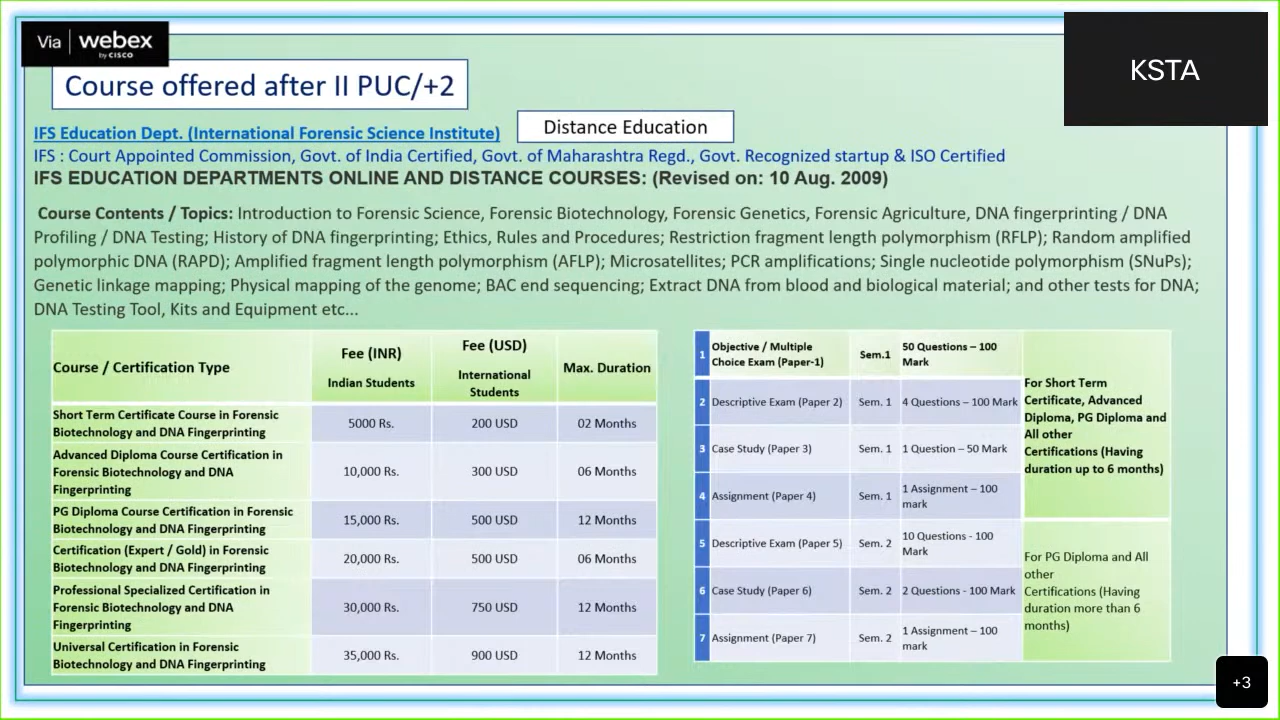 Via | webex
by CISCO
KSTA
Course offered after II PUC/+2
IFS Education Dept. (International Forensic Science Institute)
Distance Education
IFS : Court Appointed Commission, Govt. of India Certified, Govt. of Maharashtra Regd., Govt. Recognized startup & ISO Certified
IFS EDUCATION DEPARTMENTS ONLINE AND DISTANCE COURSES: (Revised on: 10 Aug. 2009)
Course Contents / Topics: Introduction to Forensic Science, Forensic Biotechnology, Forensic Genetics, Forensic Agriculture, DNA fingerprinting / DNA
Profiling / DNA Testing; History of DNA fingerprinting; Ethics, Rules and Procedures; Restriction fragment length polymorphism (RFLP); Random amplified
polymorphic DNA (RAPD); Amplified fragment length polymorphism (AFLP); Microsatellites; PCR amplifications; Single nucleotide polymorphism (SNuPs);
Genetic linkage mapping; Physical mapping of the genome; BAC end sequencing; Extract DNA from blood and biological material; and other tests for DNA;
DNA Testing Tool, Kits and Equipment etc...
Course / Certification Type
Fee (INR)
Indian Students
Fee (USD)
International
Students
Max. Duration
Short Term Certificate Course in Forensic
Biotechnology and DNA Fingerprinting
5000 Rs.
200 USD
02 Months
Advanced Diploma Course Certification in
Forensic Biotechnology and DNA
Fingerprinting
10,000 Rs.
300 USD
06 Months
PG Diploma Course Certification in Forensic
Biotechnology and DNA Fingerprinting
15,000 Rs.
500 USD
12 Months
Certification (Expert / Gold) in Forensic
Biotechnology and DNA Fingerprinting
20,000 Rs.
500 USD
06 Months
Professional Specialized Certification in
Forensic Biotechnology and DNA
Fingerprinting
30,000 Rs.
750 USD
12 Months
Universal Certification in Forensic
Biotechnology and DNA Fingerprinting
35,000 Rs.
900 USD
12 Months
1
Objective / Multiple
Choice Exam (Paper-1)
Sem.1
50 Questions – 100
Mark
2
Descriptive Exam (Paper 2)
Sem. 1
4 Questions – 100 Mark
3
Case Study (Paper 3)
Sem. 1
1 Question – 50 Mark
4
Assignment (Paper 4)
Sem. 1
1 Assignment – 100
mark
For Short Term
Certificate, Advanced
Diploma, PG Diploma and
All other
Certifications (Having
duration up to 6 months)
5
Descriptive Exam (Paper 5)
Sem. 2
10 Questions - 100
Mark
6
Case Study (Paper 6)
Sem. 2
2 Questions - 100 Mark
7
Assignment (Paper 7)
Sem. 2
1 Assignment – 100
mark
For PG Diploma and All
other
Certifications (Having
duration more than 6
months)
+3